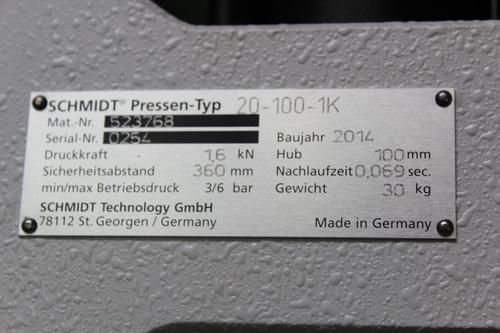 SCHMIDT® Pressen-Typ 20-100-1K
Mat.-Nr. 523768
Serial-Nr. 0254 Baujahr 2014
Druckkraft 1,6 kN Hub 100 mm
Sicherheitsabstand 360 mm Nachlaufzeit 0,069 sec.
min/max Betriebsdruck 3/6 bar Gewicht 30 kg
SCHMIDT Technology GmbH
78112 St. Georgen / Germany Made in Germany